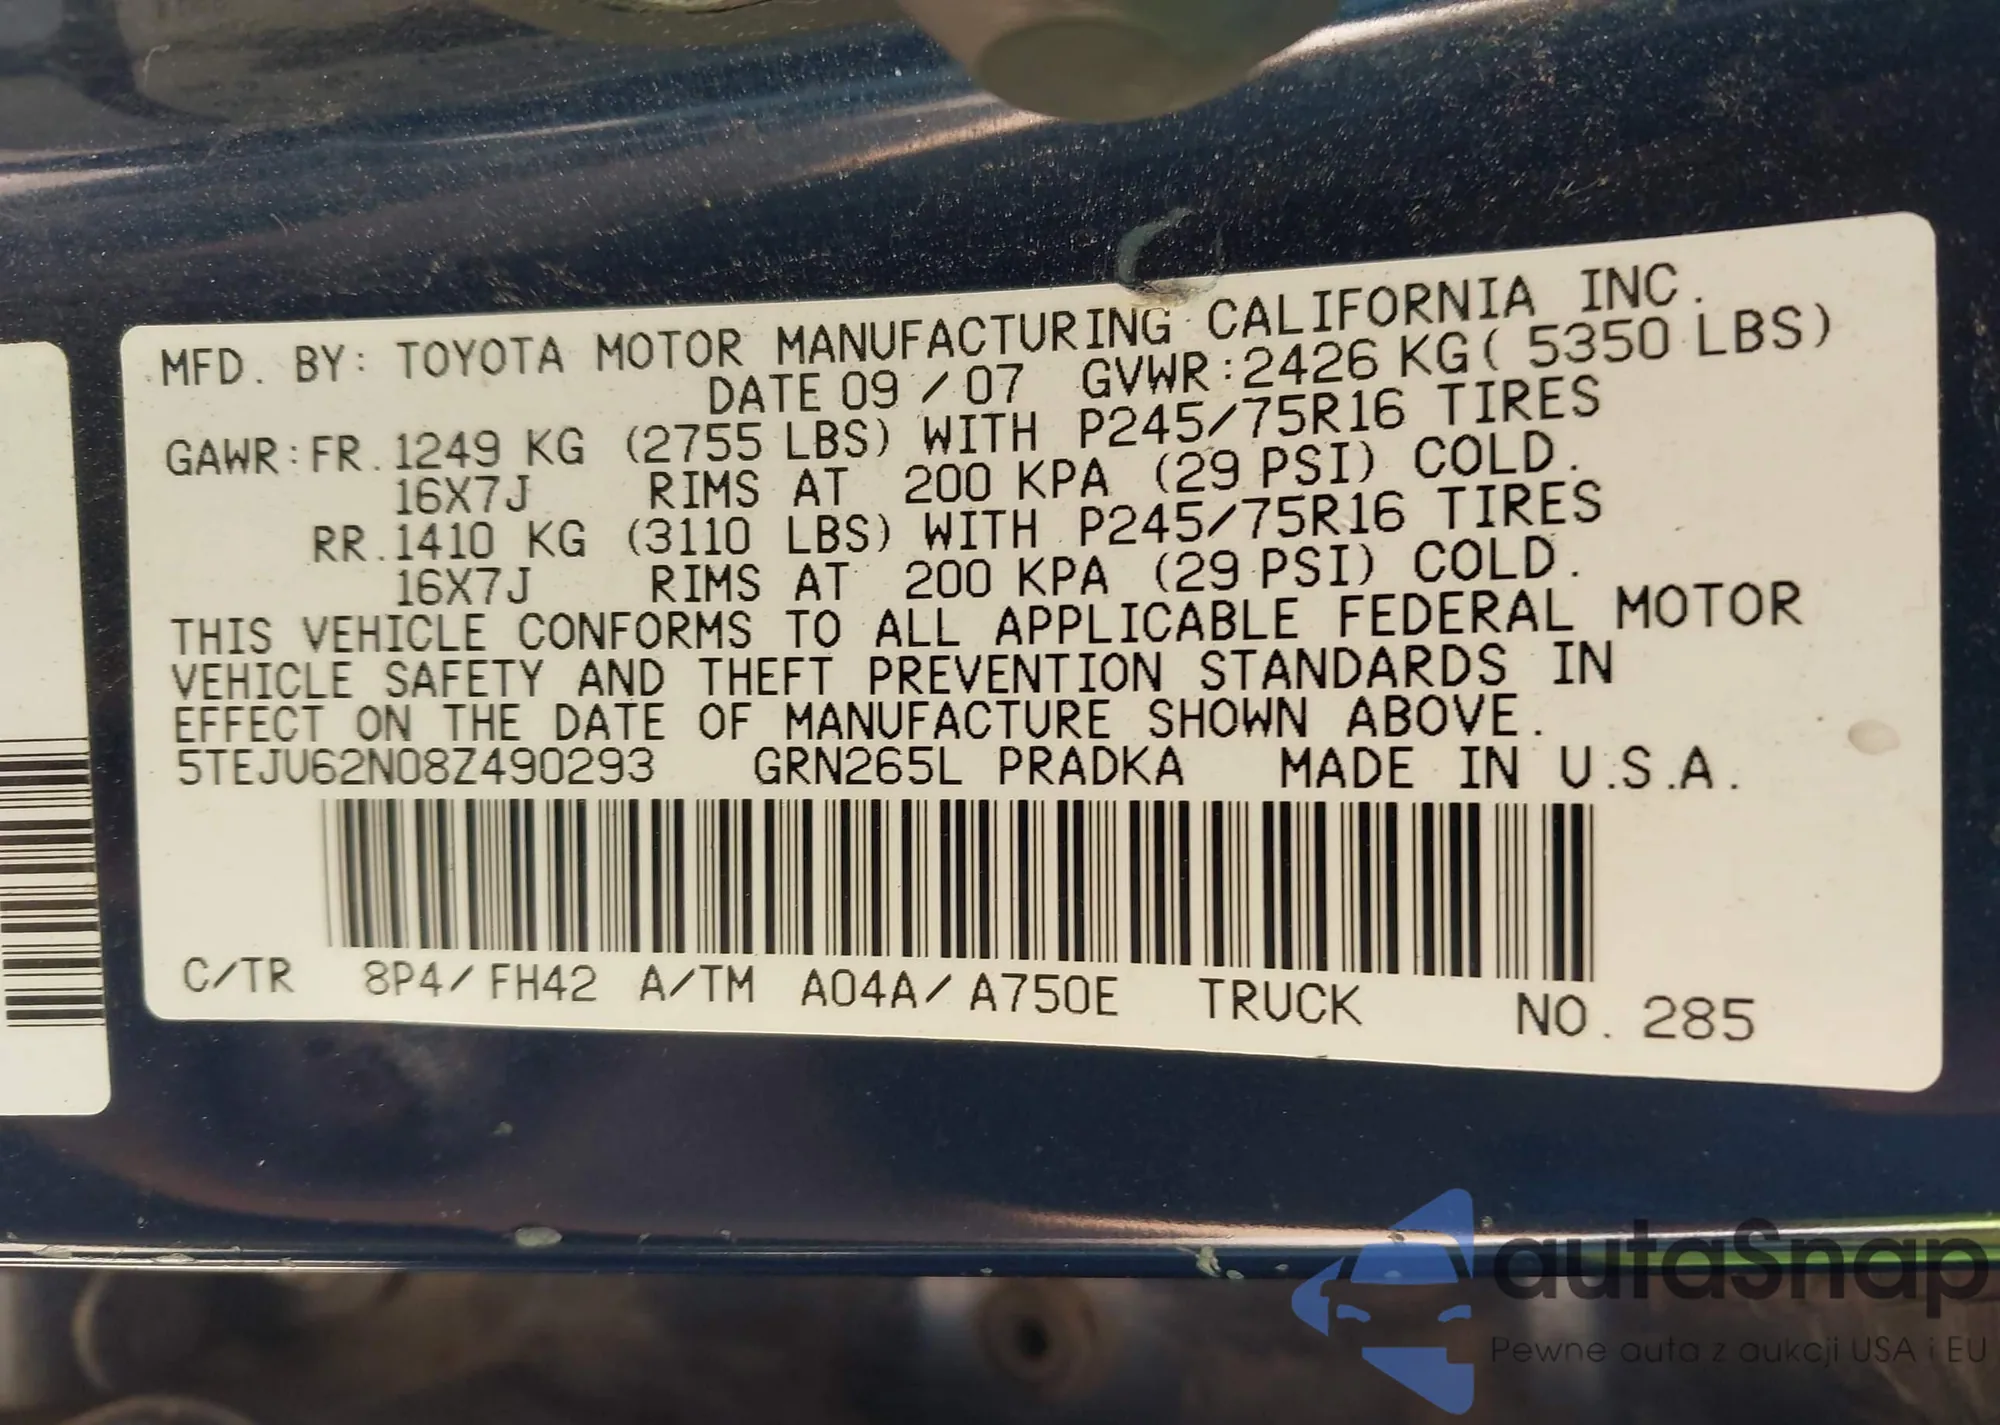 MFD. BY: TOYOTA MOTOR MANUFACTURING CALIFORNIA INC.
DATE 09 / 07 GVWR:2426 KG( 5350 LBS)
GAWR:FR.1249 KG (2755 LBS) WITH P245/75R16 TIRES
16X7J RIMS AT 200 KPA (29 PSI) COLD.
RR.1410 KG (3110 LBS) WITH P245/75R16 TIRES
16X7J RIMS AT 200 KPA (29 PSI) COLD.
THIS VEHICLE CONFORMS TO ALL APPLICABLE FEDERAL MOTOR
VEHICLE SAFETY AND THEFT PREVENTION STANDARDS IN
EFFECT ON THE DATE OF MANUFACTURE SHOWN ABOVE.
5TEJU62N08Z490293 GRN265L PRADKA MADE IN U.S.A.
C/TR 8P4/FH42 A/TM A04A/A750E TRUCK NO. 285
autaSnap
Pewne auta z aukcji USA i EU